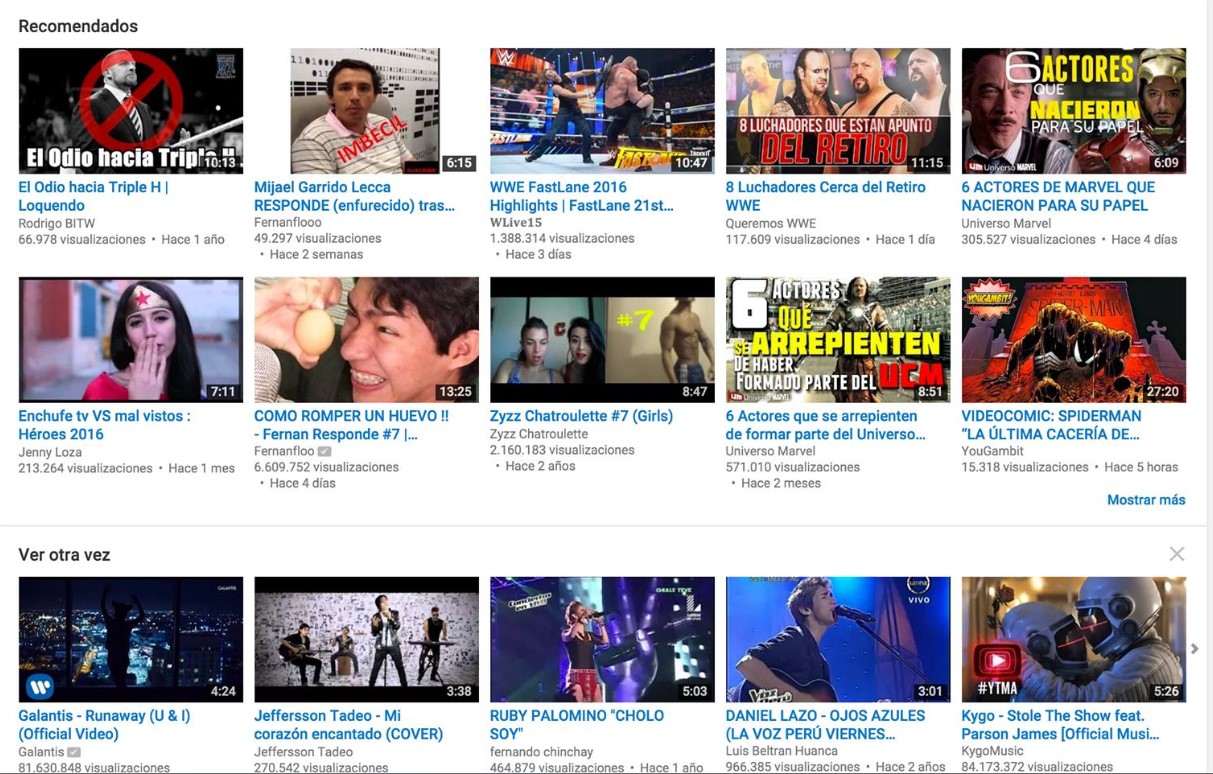 Recomendados
El Odio hacia Triple H
10:13
IMBECIL
6:15
FASTLANE
10:47
8 LUCHADORES QUE ESTAN APUNTO
DEL RETIRO
11:15
6 ACTORES
QUE
NACIERON
PARA SU PAPEL
Universo MARVEL
6:09
El Odio hacia Triple H |
Loquendo
Rodrigo BITW
66.978 visualizaciones • Hace 1 año
Mijael Garrido Lecca
RESPONDE (enfurecido) tras...
Fernanflooo
49.297 visualizaciones
• Hace 2 semanas
WWE FastLane 2016
Highlights | FastLane 21st...
WLive15
1.388.314 visualizaciones
• Hace 3 días
8 Luchadores Cerca del Retiro
WWE
Queremos WWE
117.609 visualizaciones • Hace 1 día
6 ACTORES DE MARVEL QUE
NACIERON PARA SU PAPEL
Universo Marvel
305.527 visualizaciones • Hace 4 días
7:11
13:25
#7
8:47
6 ACTORES
QUE
SE ARREPIENTEN
DE HABER
FORMADO PARTE DEL UCM
8:51
YOUGAMBIT!
SPIDER-MAN
27:20
Enchufe tv VS mal vistos :
Héroes 2016
Jenny Loza
213.264 visualizaciones • Hace 1 mes
COMO ROMPER UN HUEVO !!
- Fernan Responde #7 |...
Fernanfloo
6.609.752 visualizaciones
• Hace 4 días
Zyzz Chatroulette #7 (Girls)
Zyzz Chatroulette
2.160.183 visualizaciones
• Hace 2 años
6 Actores que se arrepienten
de formar parte del Universo...
Universo Marvel
571.010 visualizaciones
• Hace 2 meses
VIDEOCOMIC: SPIDERMAN
"LA ÚLTIMA CACERÍA DE...
YouGambit
15.318 visualizaciones • Hace 5 horas
Mostrar más
Ver otra vez
GALANTIS
4:24
3:38
5:03
VIVO
3:01
#YTMA
5:26
Galantis - Runaway (U & I)
(Official Video)
Galantis
81.630.848 visualizaciones
Jeffersson Tadeo - Mi
corazón encantado (COVER)
Jeffersson Tadeo
270.542 visualizaciones
RUBY PALOMINO "CHOLO
SOY"
fernando chinchay
464.879 visualizaciones • Hace 1 año
DANIEL LAZO - OJOS AZULES
(LA VOZ PERÚ VIERNES...
Luis Beltran Huanca
966.385 visualizaciones • Hace 2 años
Kygo - Stole The Show feat.
Parson James [Official Musi...
KygoMusic
84.173.372 visualizaciones